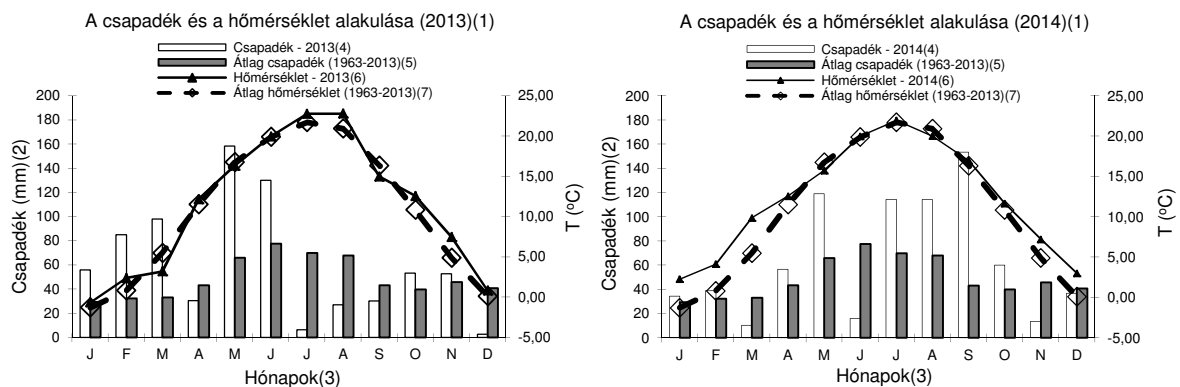 A csapadék és a hőmérséklet alakulása (2013)(1)
Csapadék - 2013(4)
Átlag csapadék (1963-2013)(5)
Hőmérséklet - 2013(6)
Átlag hőmérséklet (1963-2013)(7)
Csapadék (mm)(2)
200
180
160
140
120
100
80
60
40
20
0
25,00
20,00
15,00
10,00
5,00
0,00
-5,00
T (ºC)
J F M A M J J A S O N D
Hónapok(3)
A csapadék és a hőmérséklet alakulása (2014)(1)
Csapadék - 2014(4)
Átlag csapadék (1963-2013)(5)
Hőmérséklet - 2014(6)
Átlag hőmérséklet (1963-2013)(7)
Csapadék (mm)(2)
200
180
160
140
120
100
80
60
40
20
0
25,00
20,00
15,00
10,00
5,00
0,00
-5,00
T (ºC)
J F M A M J J A S O N D
Hónapok(3)